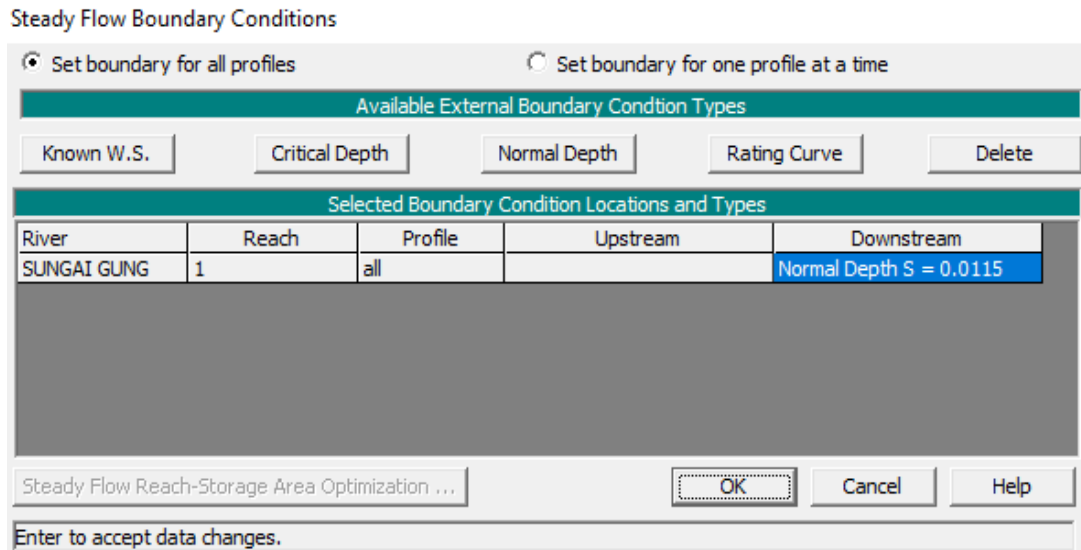 Steady Flow Boundary Conditions
Set boundary for all profiles
Set boundary for one profile at a time
Available External Boundary Condtion Types
Known W.S.
Critical Depth
Normal Depth
Rating Curve
Delete
Selected Boundary Condition Locations and Types
River Reach Profile Upstream Downstream
SUNGAI GUNG 1 all Normal Depth S = 0.0115
Steady Flow Reach-Storage Area Optimization ...
OK
Cancel
Help
Enter to accept data changes.